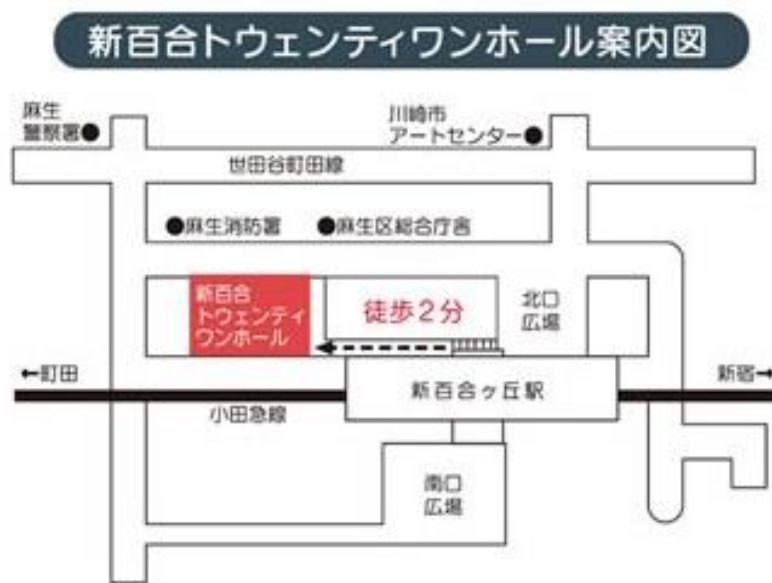 新百合トウェンティワンホール案内図
麻生
警察署●
川崎市
アートセンター●
世田谷町田線
●麻生消防署
●麻生区総合庁舎
新百合
トウェンティ
ワンホール
徒歩2分
北口
広場
←町田
新宿→
新百合ヶ丘駅
小田急線
南口
広場